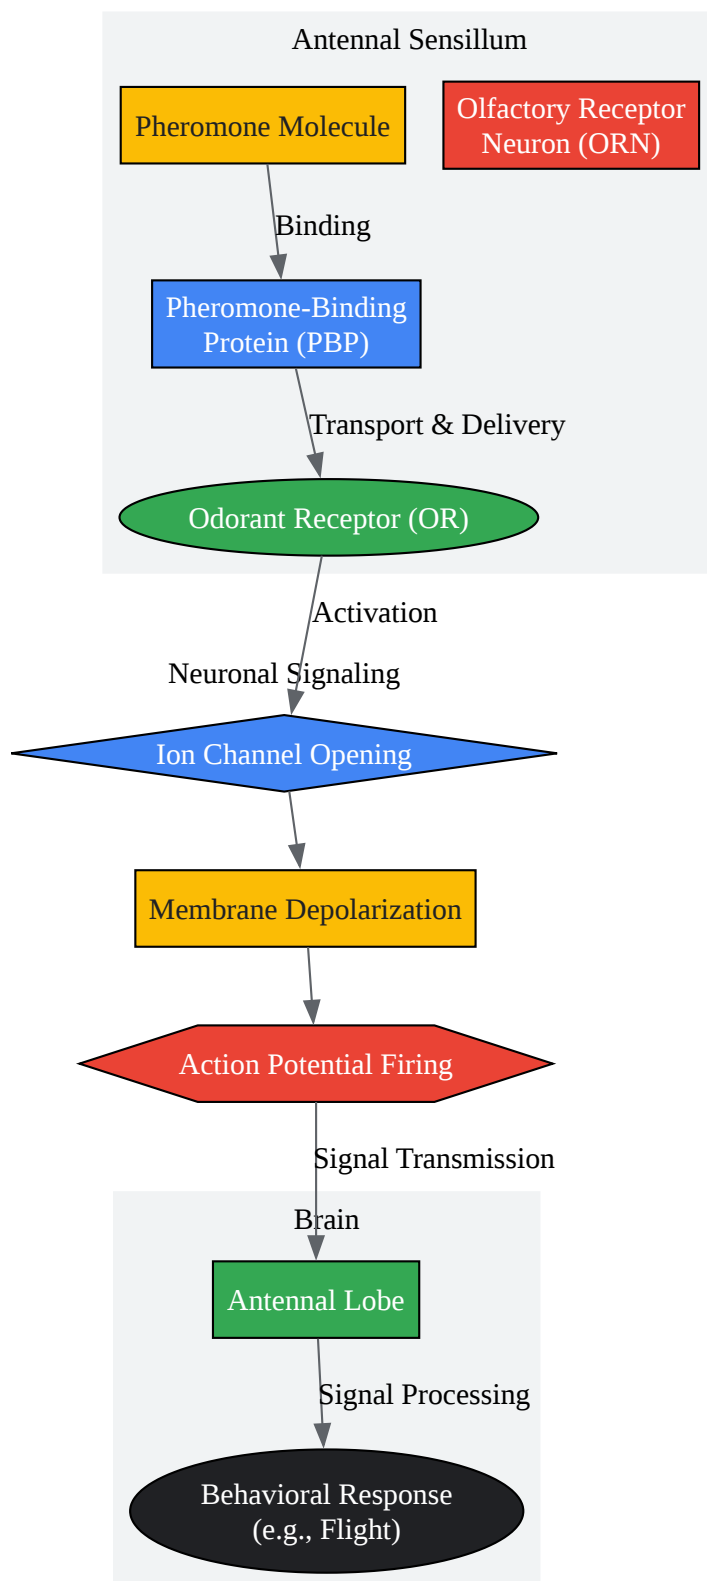 Antennal Sensillum
Pheromone Molecule
Olfactory Receptor
Neuron (ORN)
Binding
Pheromone-Binding
Protein (PBP)
Transport & Delivery
Odorant Receptor (OR)
Activation
Neuronal Signaling
Ion Channel Opening
Membrane Depolarization
Action Potential Firing
Signal Transmission
Brain
Antennal Lobe
Signal Processing
Behavioral Response
(e.g., Flight)